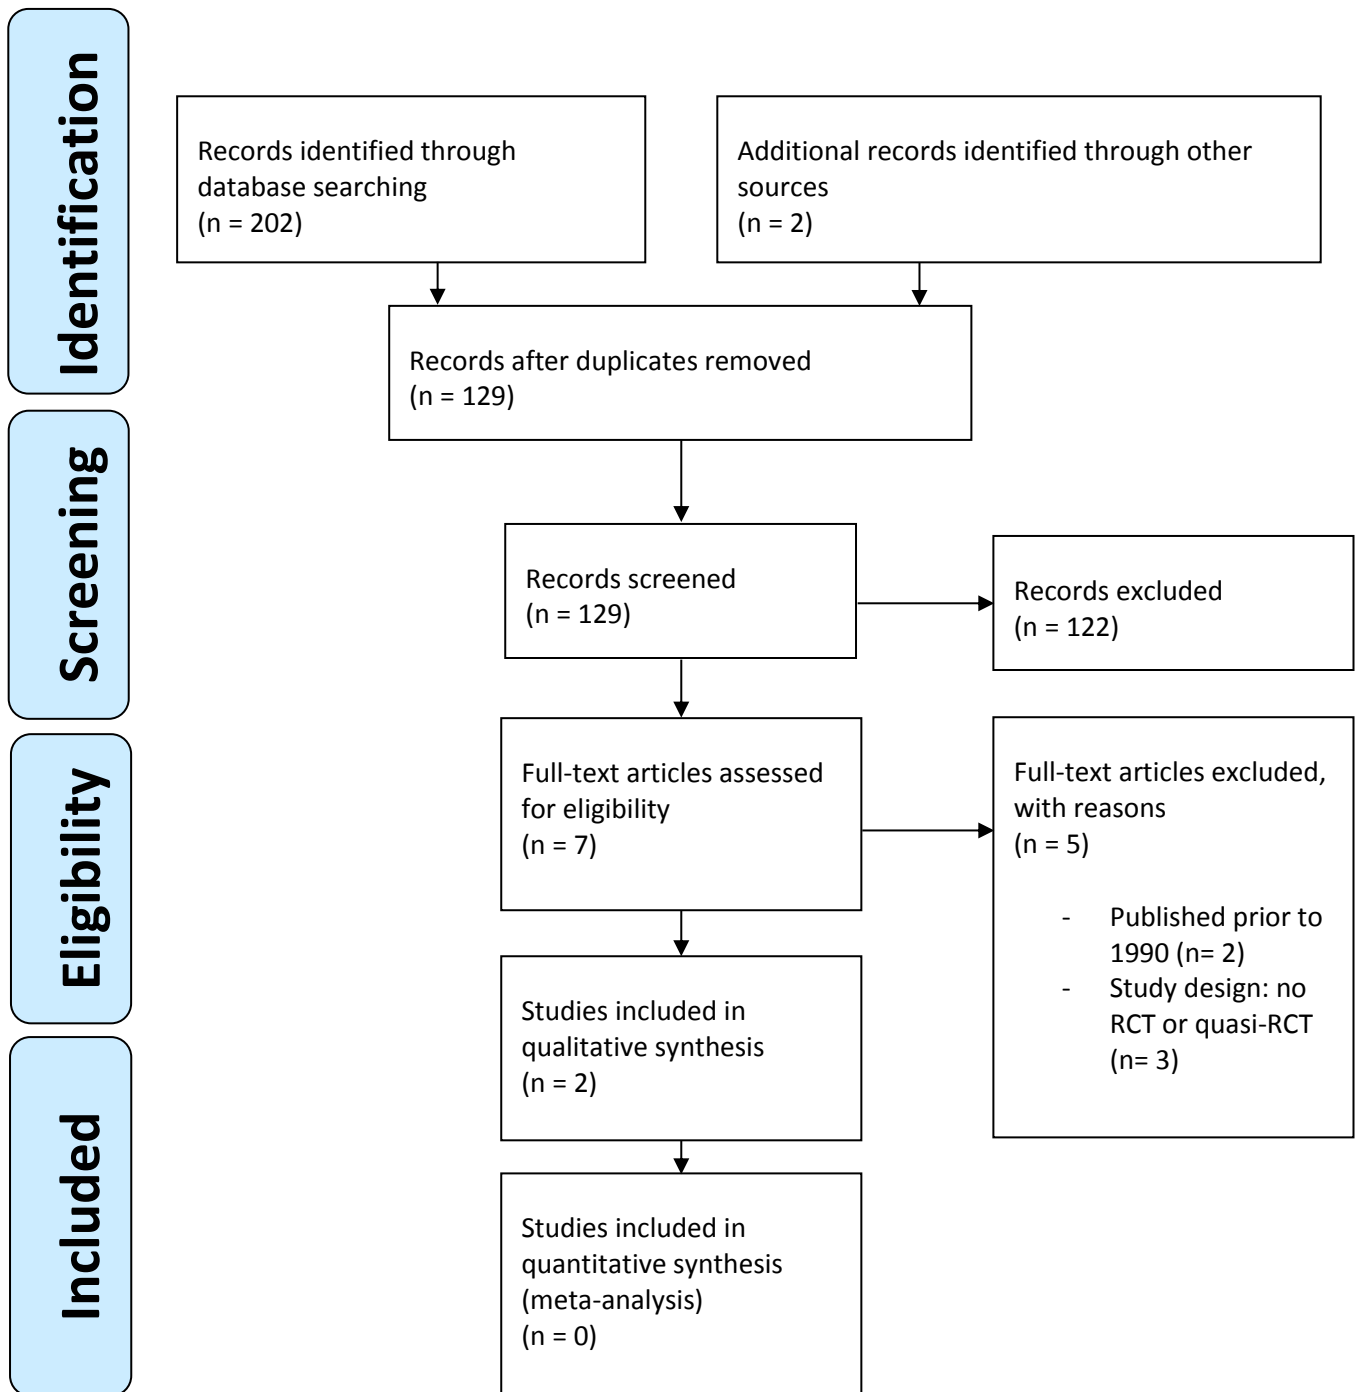 Identification
Records identified through
database searching
(n = 202)
Additional records identified through other
sources
(n = 2)
Records after duplicates removed
(n = 129)
Screening
Records screened
(n = 129)
Records excluded
(n = 122)
Eligibility
Full-text articles assessed
for eligibility
(n = 7)
Full-text articles excluded,
with reasons
(n = 5)
- Published prior to
1990 (n= 2)
- Study design: no
RCT or quasi-RCT
(n= 3)
Included
Studies included in
qualitative synthesis
(n = 2)
Studies included in
quantitative synthesis
(meta-analysis)
(n = 0)